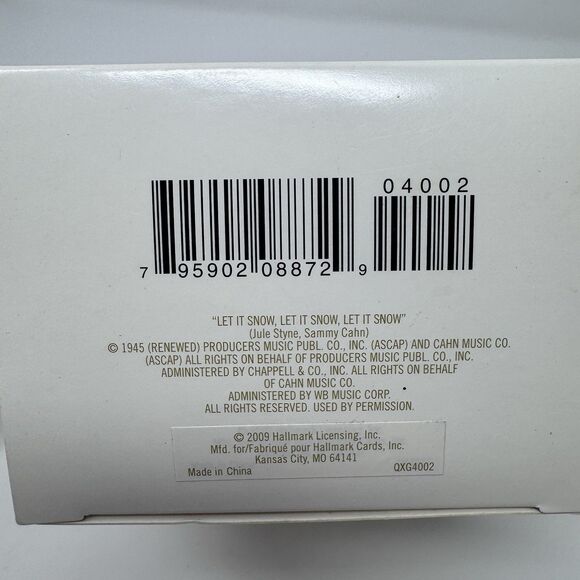 04002
7 95902 08872 9
"LET IT SNOW, LET IT SNOW, LET IT SNOW"
(Jule Styne, Sammy Cahn)
© 1945 (RENEWED) PRODUCERS MUSIC PUBL. CO., INC. (ASCAP) AND CAHN MUSIC CO.
(ASCAP) ALL RIGHTS ON BEHALF OF PRODUCERS MUSIC PUBL. CO., INC.
ADMINISTERED BY CHAPPELL & CO., INC. ALL RIGHTS ON BEHALF
OF CAHN MUSIC CO.
ADMINISTERED BY WB MUSIC CORP.
ALL RIGHTS RESERVED. USED BY PERMISSION.
© 2009 Hallmark Licensing, Inc.
Mfd. for/Fabriqué pour Hallmark Cards, Inc.
Kansas City, MO 64141
Made in China QXG4002